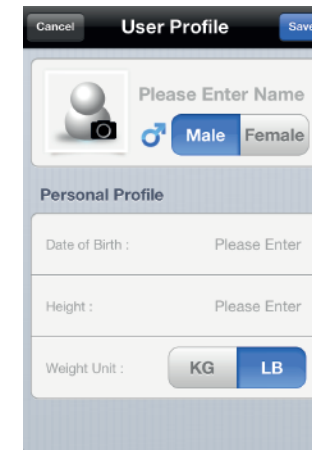 Cancel User Profile Save
Please Enter Name
Male Female
Personal Profile
Date of Birth : Please Enter
Height : Please Enter
Weight Unit : KG LB